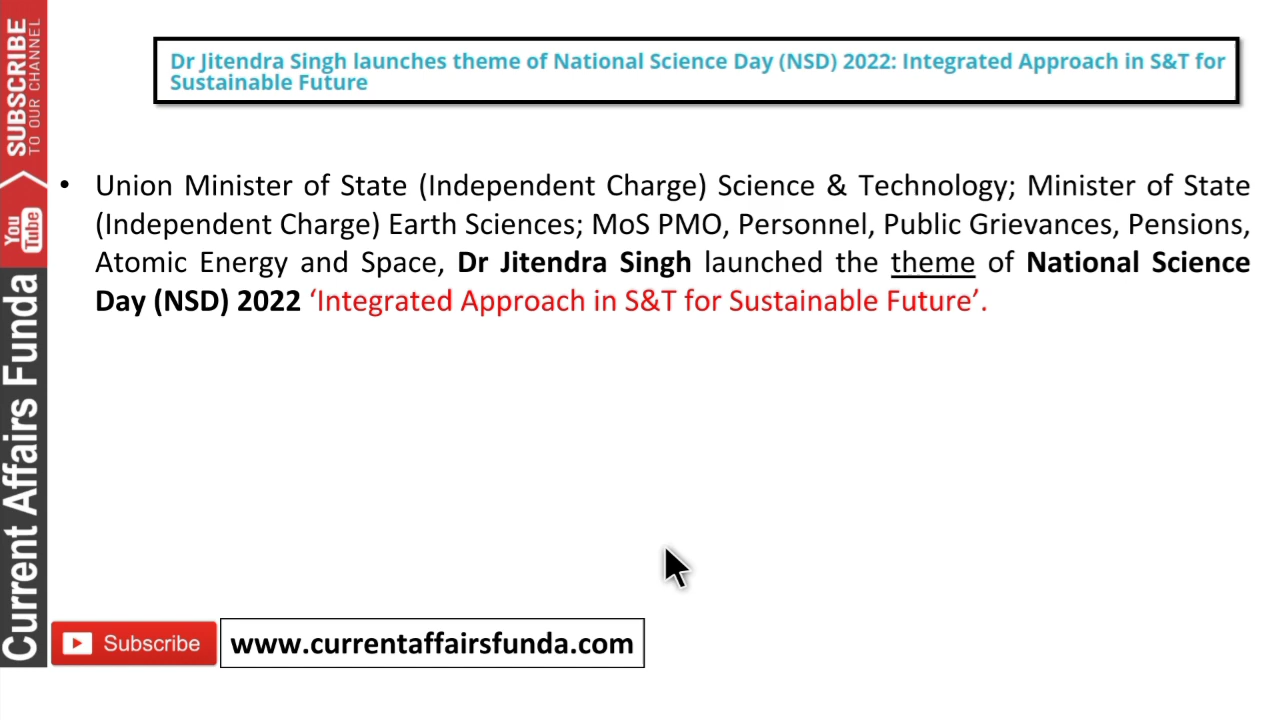 Dr Jitendra Singh launches theme of National Science Day (NSD) 2022: Integrated Approach in S&T for
Sustainable Future
• Union Minister of State (Independent Charge) Science & Technology; Minister of State
(Independent Charge) Earth Sciences; MoS PMO, Personnel, Public Grievances, Pensions,
Atomic Energy and Space, Dr Jitendra Singh launched the theme of National Science
Day (NSD) 2022 ‘Integrated Approach in S&T for Sustainable Future’.
SUBSCRIBE
TO OUR CHANNEL
You
Tube
Current Affairs Funda
Subscribe
www.currentaffairsfunda.com